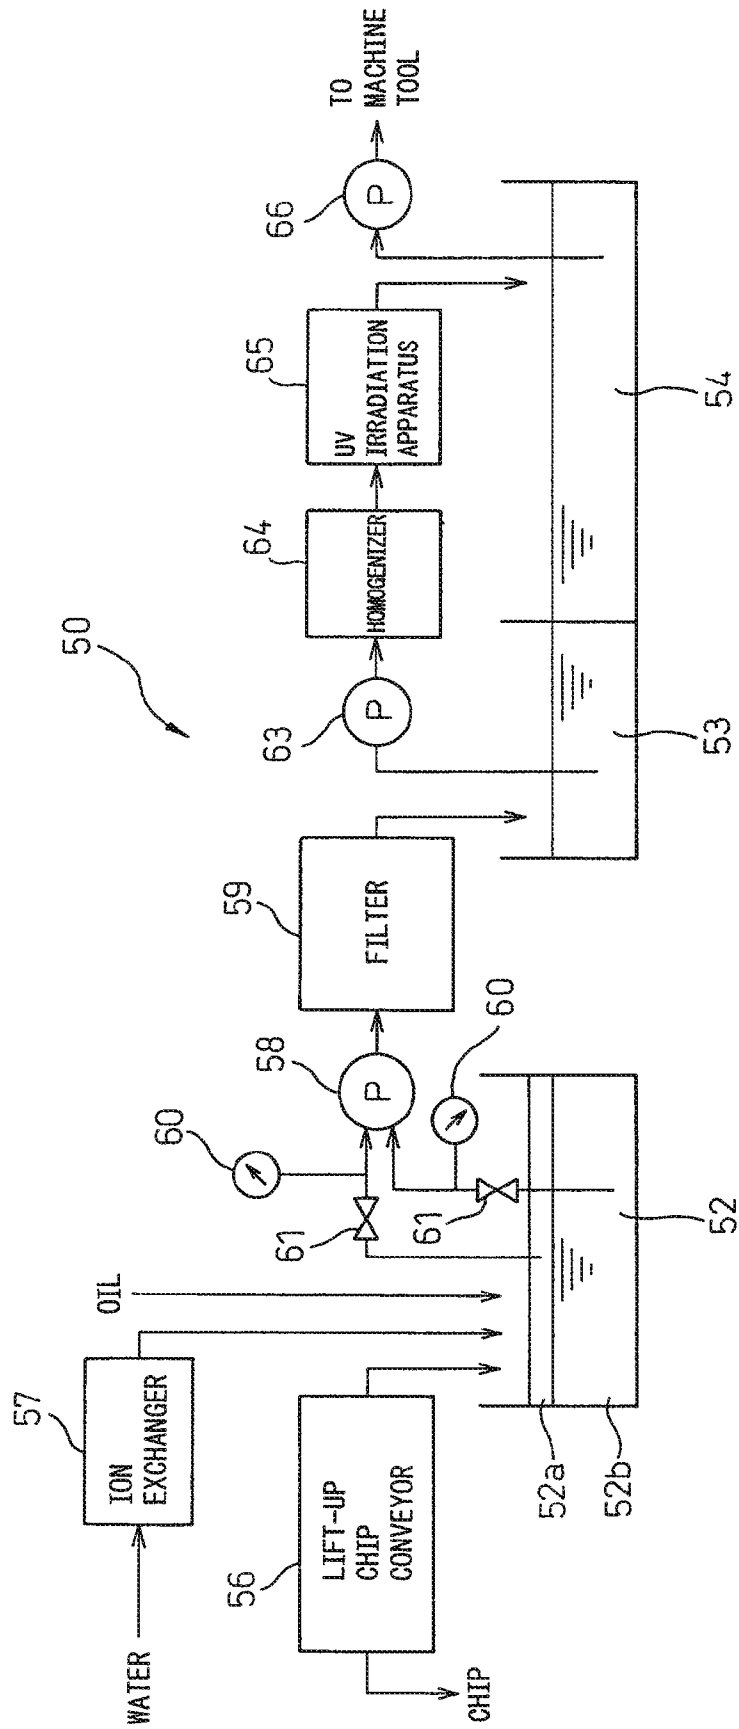 50
WATER
57
ION
EXCHANGER
OIL
56
LIFT-UP
CHIP
CONVEYOR
CHIP
60
61
58
P
60
61
52a
52b
52
59
FILTER
63
P
64
HOMOGENIZER
65
UV
IRRADIATION
APPARATUS
66
P
TO
MACHINE
TOOL
53
54